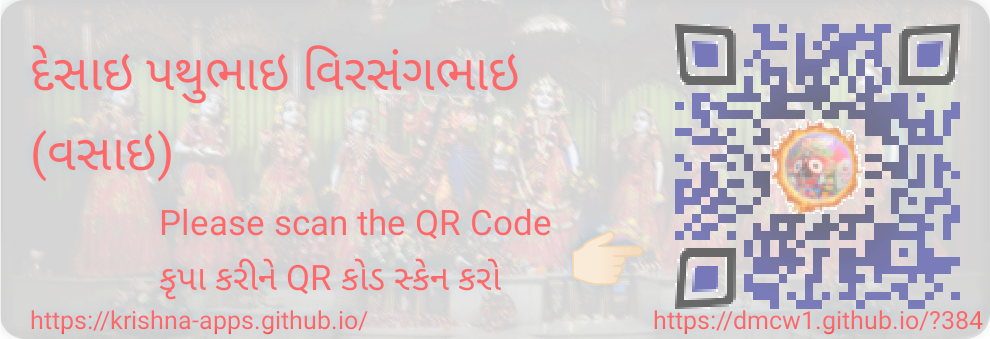 દેસાઇ પથુભાઇ વિરસંગભાઇ
(વસાઇ)
Please scan the QR Code
કૃપા કરીને QR કોડ સ્કેન કરો
https://krishna-apps.github.io/
https://dmcw1.github.io/?384